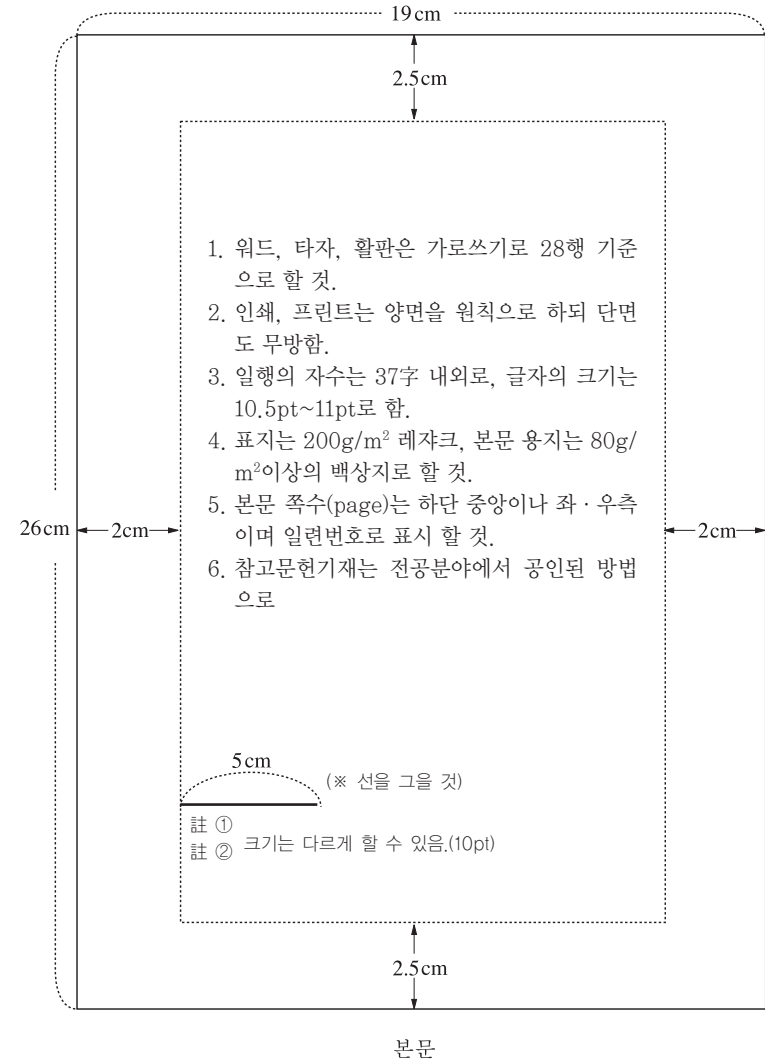 19cm
2.5cm
1. 워드, 타자, 활판은 가로쓰기로 28행 기준
으로 할 것.
2. 인쇄, 프린트는 양면을 원칙으로 하되 단면
도 무방함.
3. 일행의 자수는 37字 내외로, 글자의 크기는
10.5pt~11pt로 함.
4. 표지는 200g/m² 레쟈크, 본문 용지는 80g/
m²이상의 백상지로 할 것.
5. 본문 쪽수(page)는 하단 중앙이나 좌 · 우측
이며 일련번호로 표시 할 것.
26cm
2cm
2cm
6. 참고문헌기재는 전공분야에서 공인된 방법
으로
5cm
(※ 선을 그을 것)
註 ①
註 ② 크기는 다르게 할 수 있음.(10pt)
2.5cm
본문